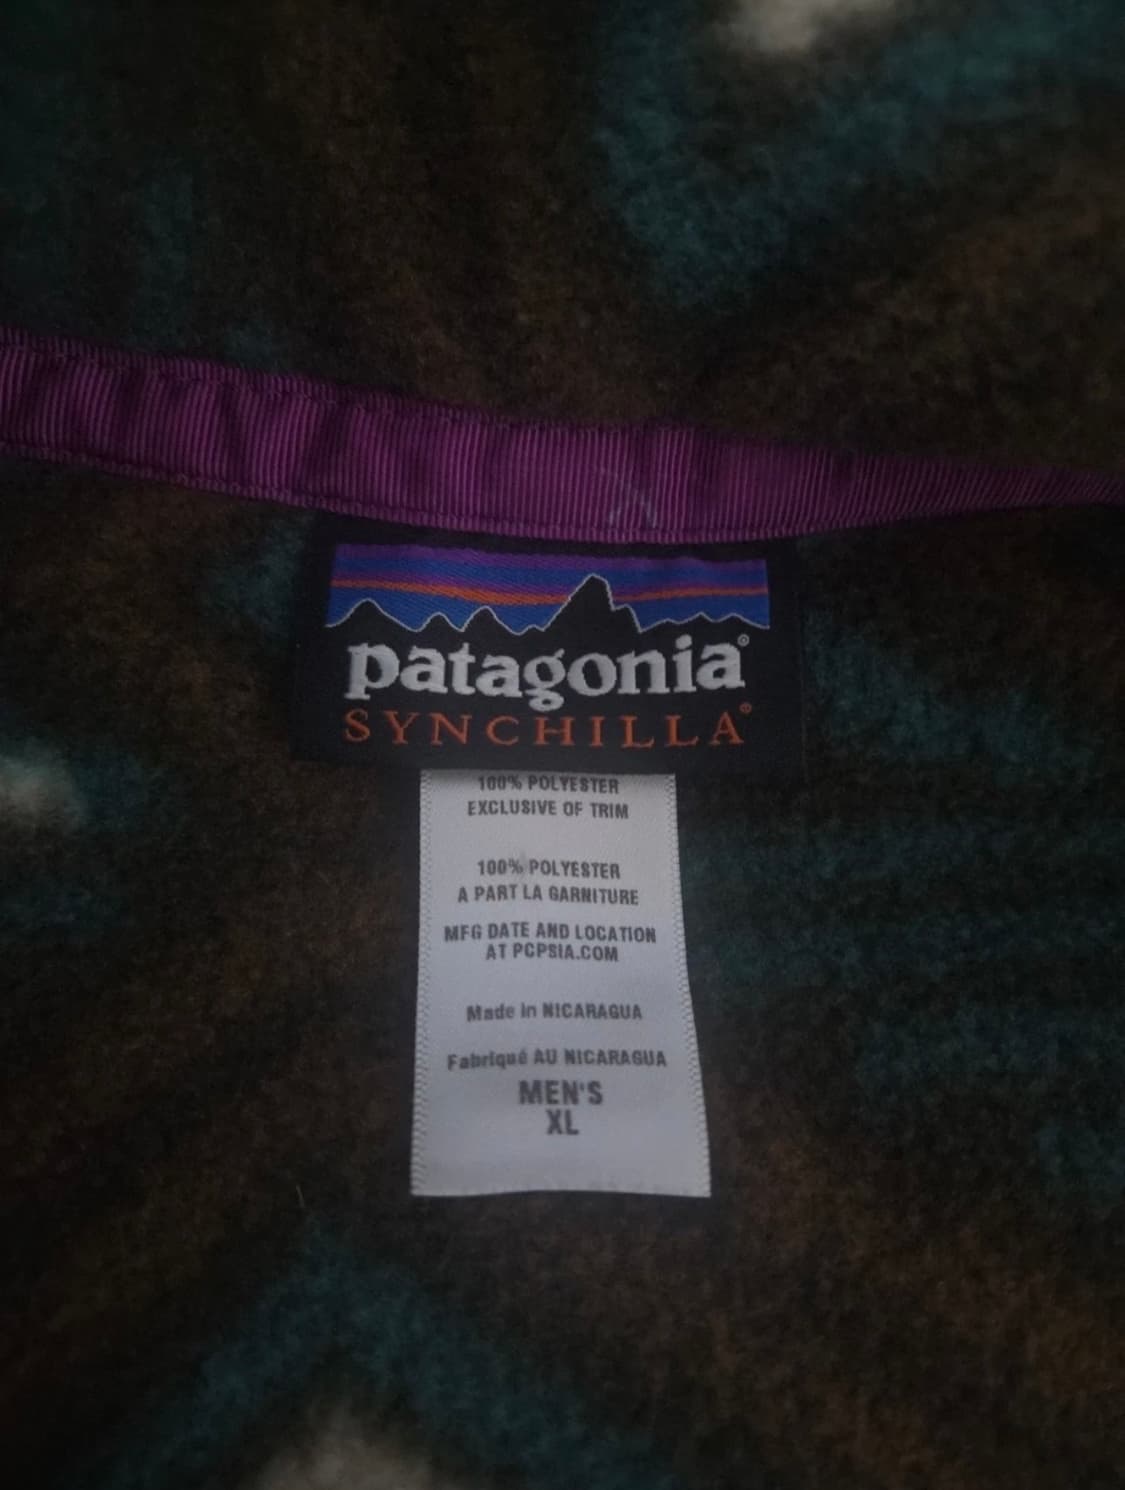 patagonia®
SYNCHILLA®
100% POLYESTER
EXCLUSIVE OF TRIM
100% POLYESTER
A PART LA GARNITURE
MFG DATE AND LOCATION
AT PCPSIA.COM
Made in NICARAGUA
Fabriqué AU NICARAGUA
MEN'S
XL